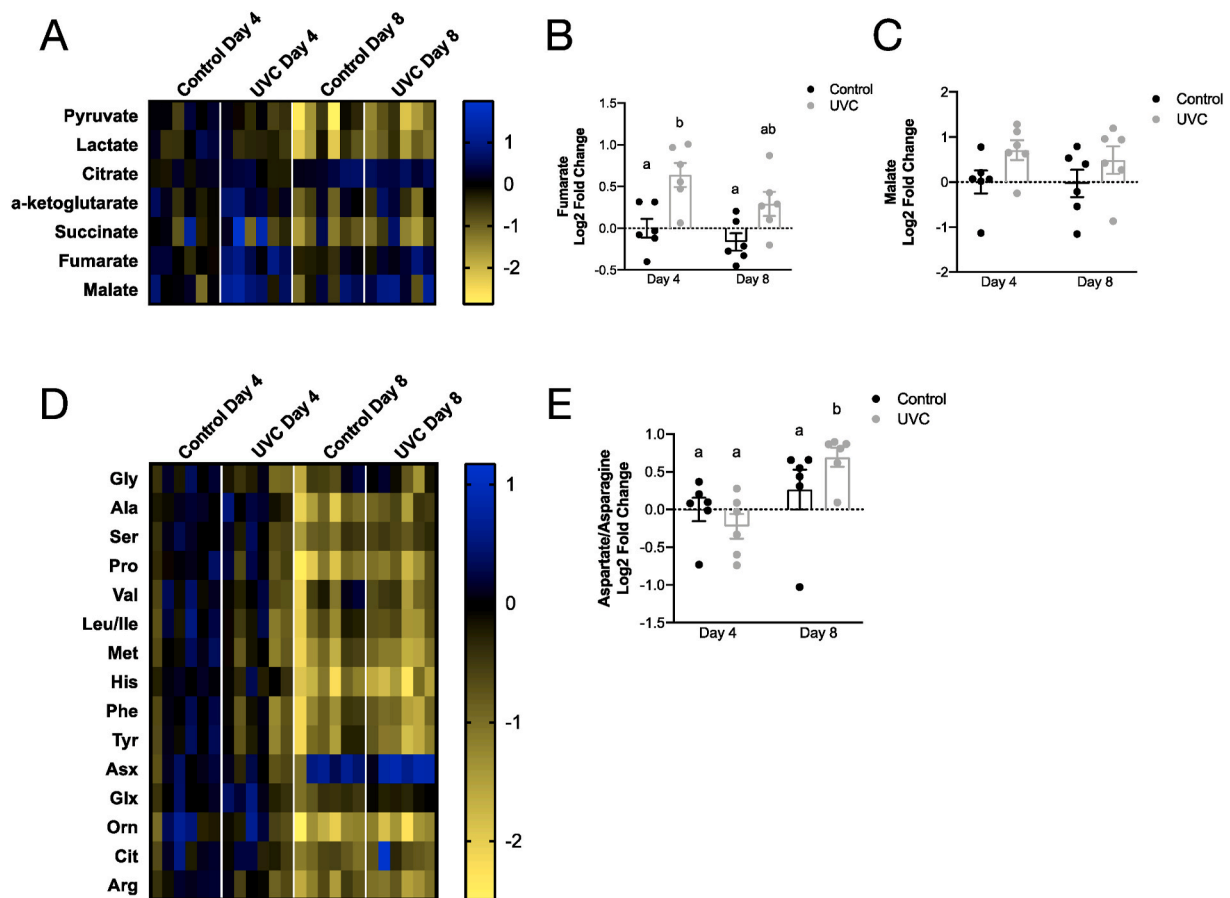 A
Control Day 4
UVC Day 4
Control Day 8
UVC Day 8
Pyruvate
Lactate
Citrate
a-ketoglutarate
Succinate
Fumarate
Malate
1
0
-1
-2
B
Control
UVC
Fumarate
Log2 Fold Change
1.5
1.0
0.5
0.0
-0.5
a
b
a
ab
Day 4
Day 8
C
Control
UVC
Malate
Log2 Fold Change
2
1
0
-1
-2
Day 4
Day 8
D
Control Day 4
UVC Day 4
Control Day 8
UVC Day 8
Gly
Ala
Ser
Pro
Val
Leu/Ile
Met
His
Phe
Tyr
Asx
Glx
Orn
Cit
Arg
1
0
-1
-2
E
Control
UVC
Aspartate/Asparagine
Log2 Fold Change
1.0
0.5
0.0
-0.5
-1.0
-1.5
a
a
a
b
Day 4
Day 8